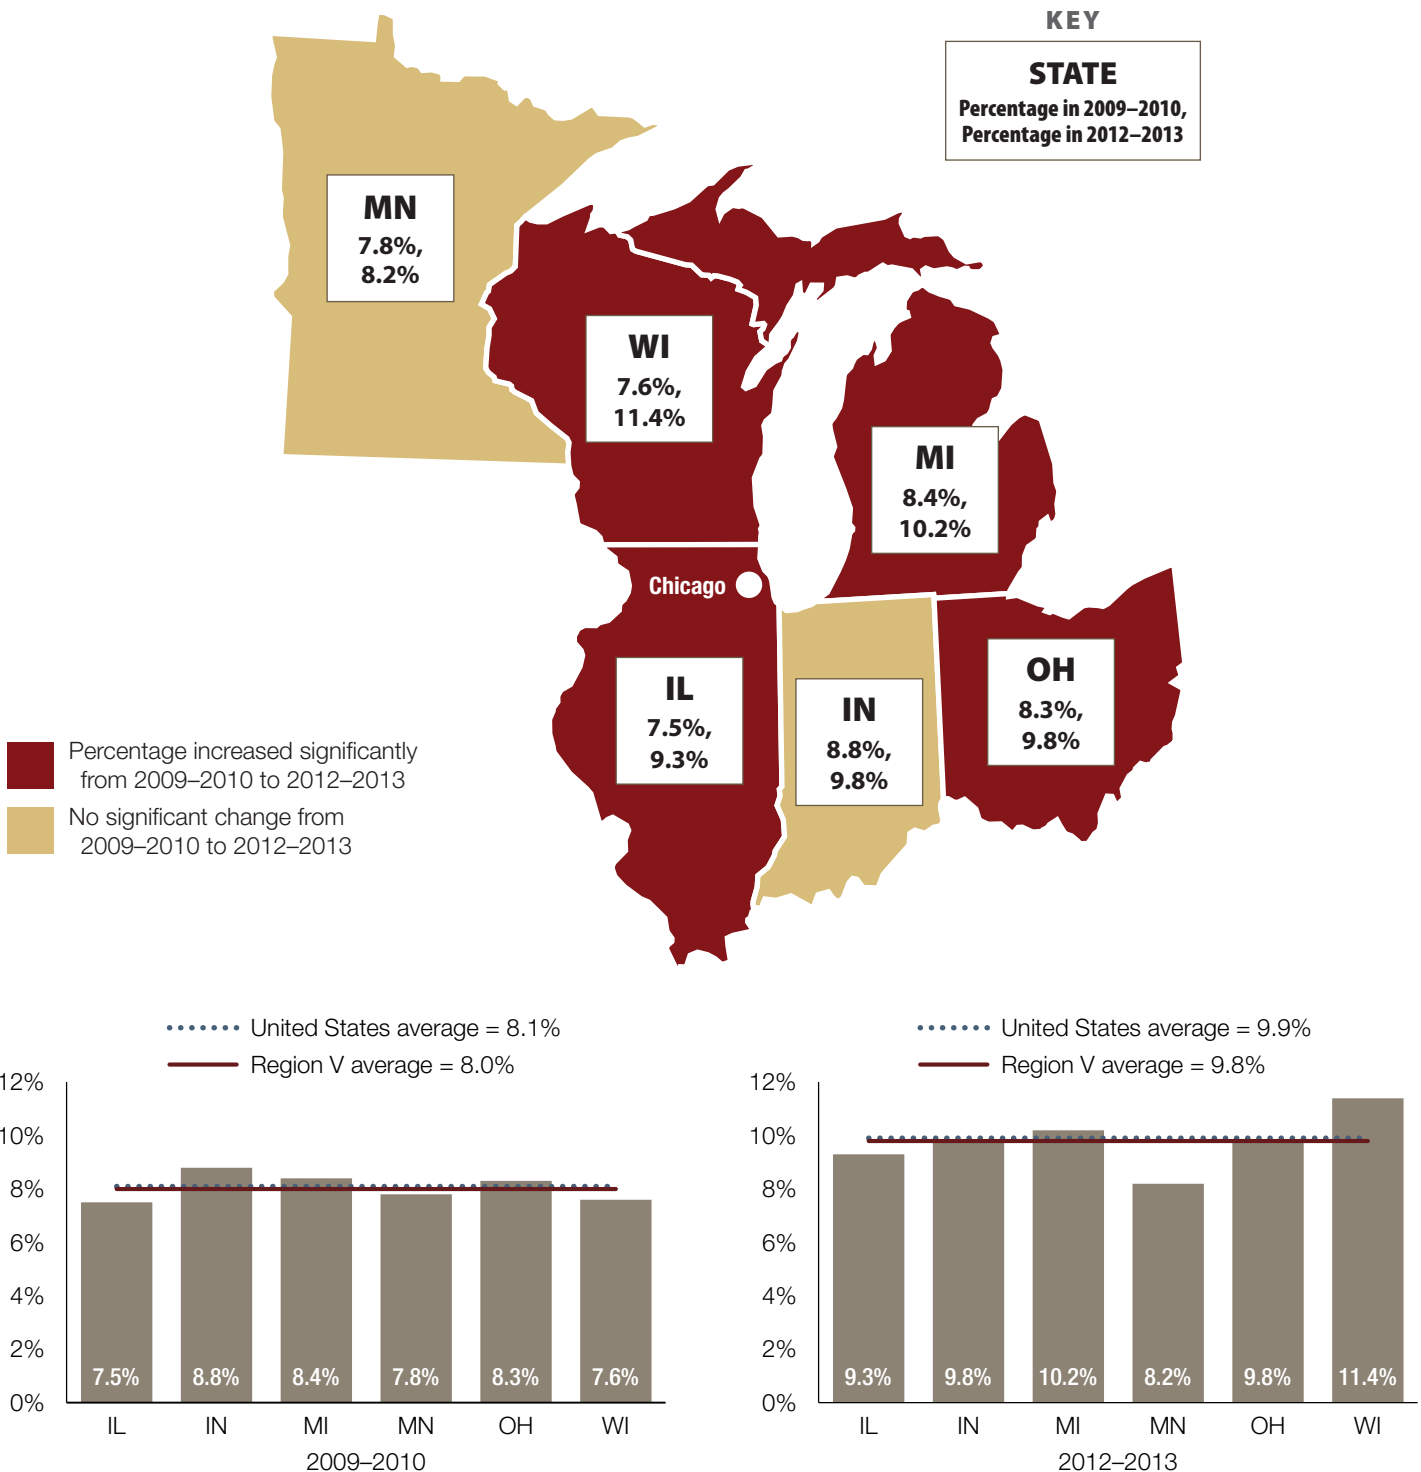 KEY
STATE
Percentage in 2009–2010,
Percentage in 2012–2013
MN
7.8%,
8.2%
WI
7.6%,
11.4%
MI
8.4%,
10.2%
Chicago
OH
8.3%,
9.8%
IL
7.5%,
9.3%
IN
8.8%,
9.8%
Percentage increased significantly
from 2009–2010 to 2012–2013
No significant change from
2009–2010 to 2012–2013
United States average = 8.1%
Region V average = 8.0%
12%
10%
8%
6%
4%
2%
0%
7.5% 8.8% 8.4% 7.8% 8.3% 7.6%
IL IN MI MN OH WI
2009–2010
United States average = 9.9%
Region V average = 9.8%
12%
10%
8%
6%
4%
2%
0%
9.3% 9.8% 10.2% 8.2% 9.8% 11.4%
IL IN MI MN OH WI
2012–2013